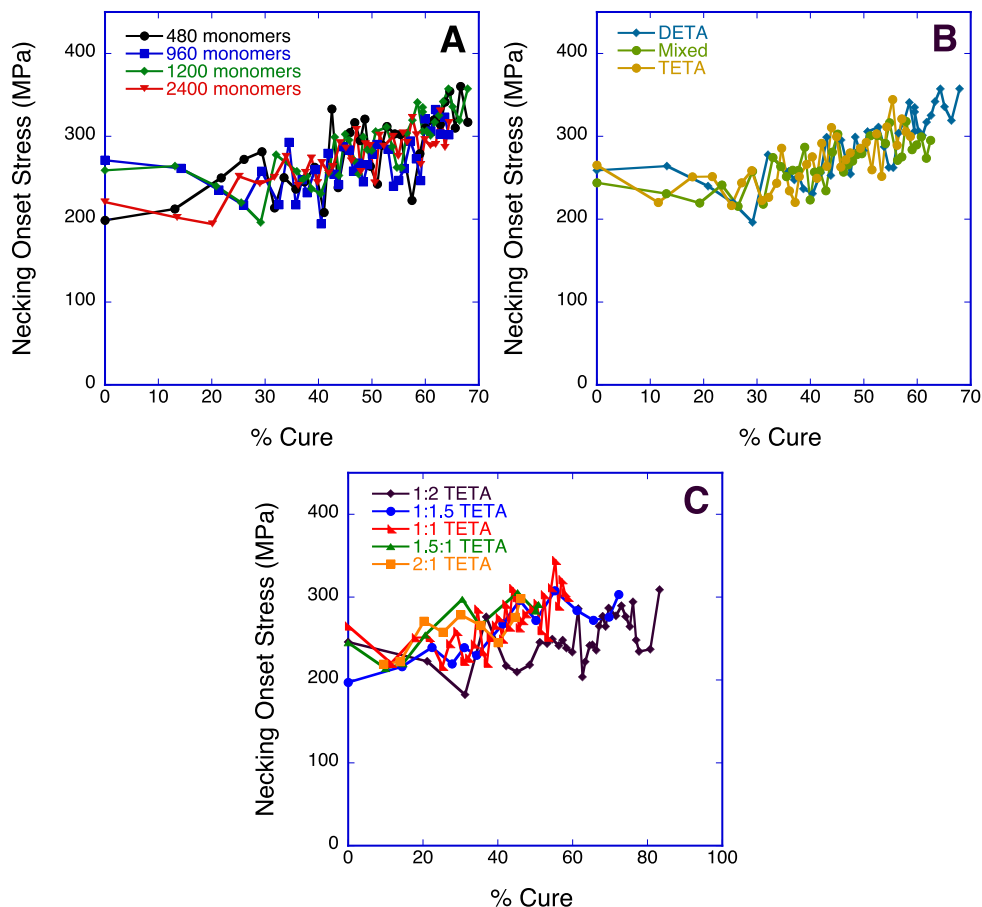 A
480 monomers
960 monomers
1200 monomers
2400 monomers
Necking Onset Stress (MPa)
400
300
200
100
0
0 10 20 30 40 50 60 70
% Cure
B
DETA
Mixed
TETA
Necking Onset Stress (MPa)
400
300
200
100
0
0 10 20 30 40 50 60 70
% Cure
C
1:2 TETA
1:1.5 TETA
1:1 TETA
1.5:1 TETA
2:1 TETA
Necking Onset Stress (MPa)
400
300
200
100
0
0 20 40 60 80 100
% Cure